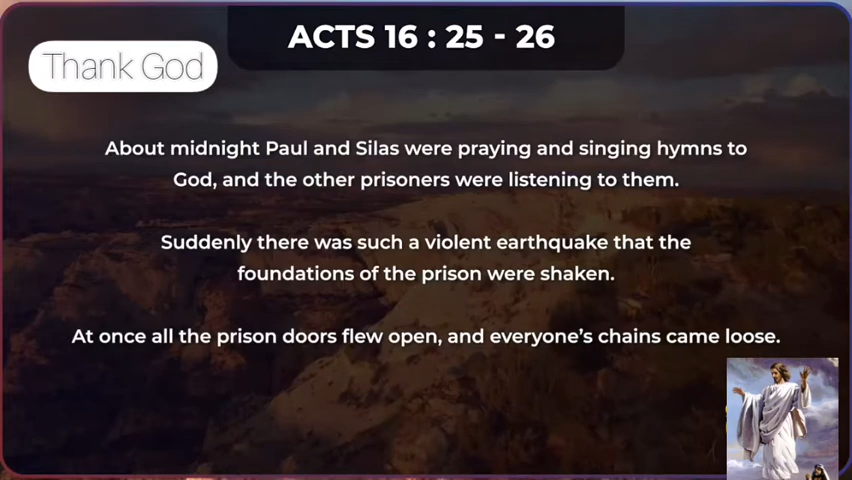 ACTS 16 : 25 - 26
Thank God
About midnight Paul and Silas were praying and singing hymns to
God, and the other prisoners were listening to them.
Suddenly there was such a violent earthquake that the
foundations of the prison were shaken.
At once all the prison doors flew open, and everyone’s chains came loose.